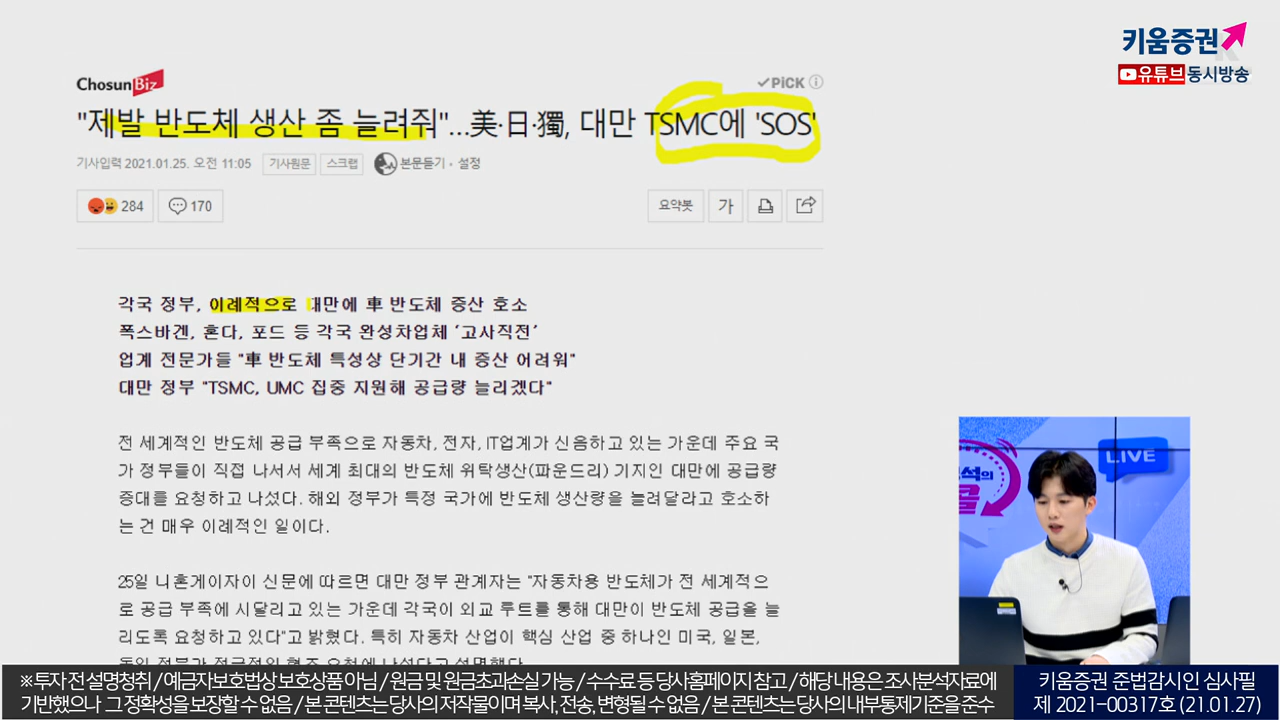 키움증권
유튜브동시방송
ChosunBiz
PiCK
"제발 반도체 생산 좀 늘려줘"...美·日·獨, 대만 TSMC에 'SOS'
기사입력 2021.01.25. 오전 11:05 기사원문 스크랩 본문듣기 · 설정
284 170 요약봇 가
각국 정부, 이례적으로 대만에 車 반도체 증산 호소
폭스바겐, 혼다, 포드 등 각국 완성차업체 ‘고사직전’
업계 전문가들 "車 반도체 특성상 단기간 내 증산 어려워"
대만 정부 "TSMC, UMC 집중 지원해 공급량 늘리겠다"
전 세계적인 반도체 공급 부족으로 자동차, 전자, IT업계가 신음하고 있는 가운데 주요 국
가 정부들이 직접 나서서 세계 최대의 반도체 위탁생산(파운드리) 기지인 대만에 공급량
증대를 요청하고 나섰다. 해외 정부가 특정 국가에 반도체 생산량을 늘려달라고 호소하
는 건 매우 이례적인 일이다.
25일 니혼게이자이 신문에 따르면 대만 정부 관계자는 "자동차용 반도체가 전 세계적으
로 공급 부족에 시달리고 있는 가운데 각국이 외교 루트를 통해 대만이 반도체 공급을 늘
리도록 요청하고 있다"고 밝혔다. 특히 자동차 산업이 핵심 산업 중 하나인 미국, 일본,
LIVE
석의
※ 투자 전 설명청취 / 예금자보호법상 보호상품 아님 / 원금 및 원금초과손실 가능 / 수수료 등 당사홈페이지 참고 / 해당 내용은 조사분석자료에
기반했으나 그 정확성을 보장할 수 없음 / 본 콘텐츠는 당사의 저작물이며 복사, 전송, 변형될 수 없음 / 본 콘텐츠는 당사의 내부통제기준을 준수
키움증권 준법감시인 심사필
제 2021-00317호 (21.01.27)